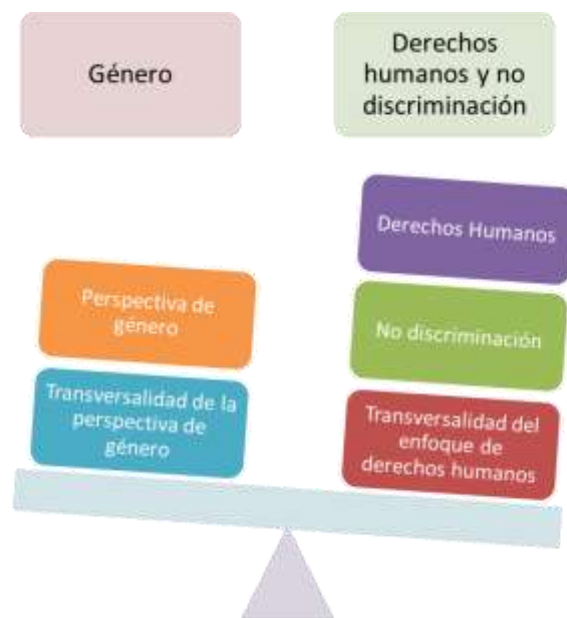 Género
Derechos
humanos y no
discriminación
Derechos Humanos
Perspectiva de
género
No discriminación
Transversalidad de la
perspectiva de
género
Transversalidad del
enfoque de
derechos humanos